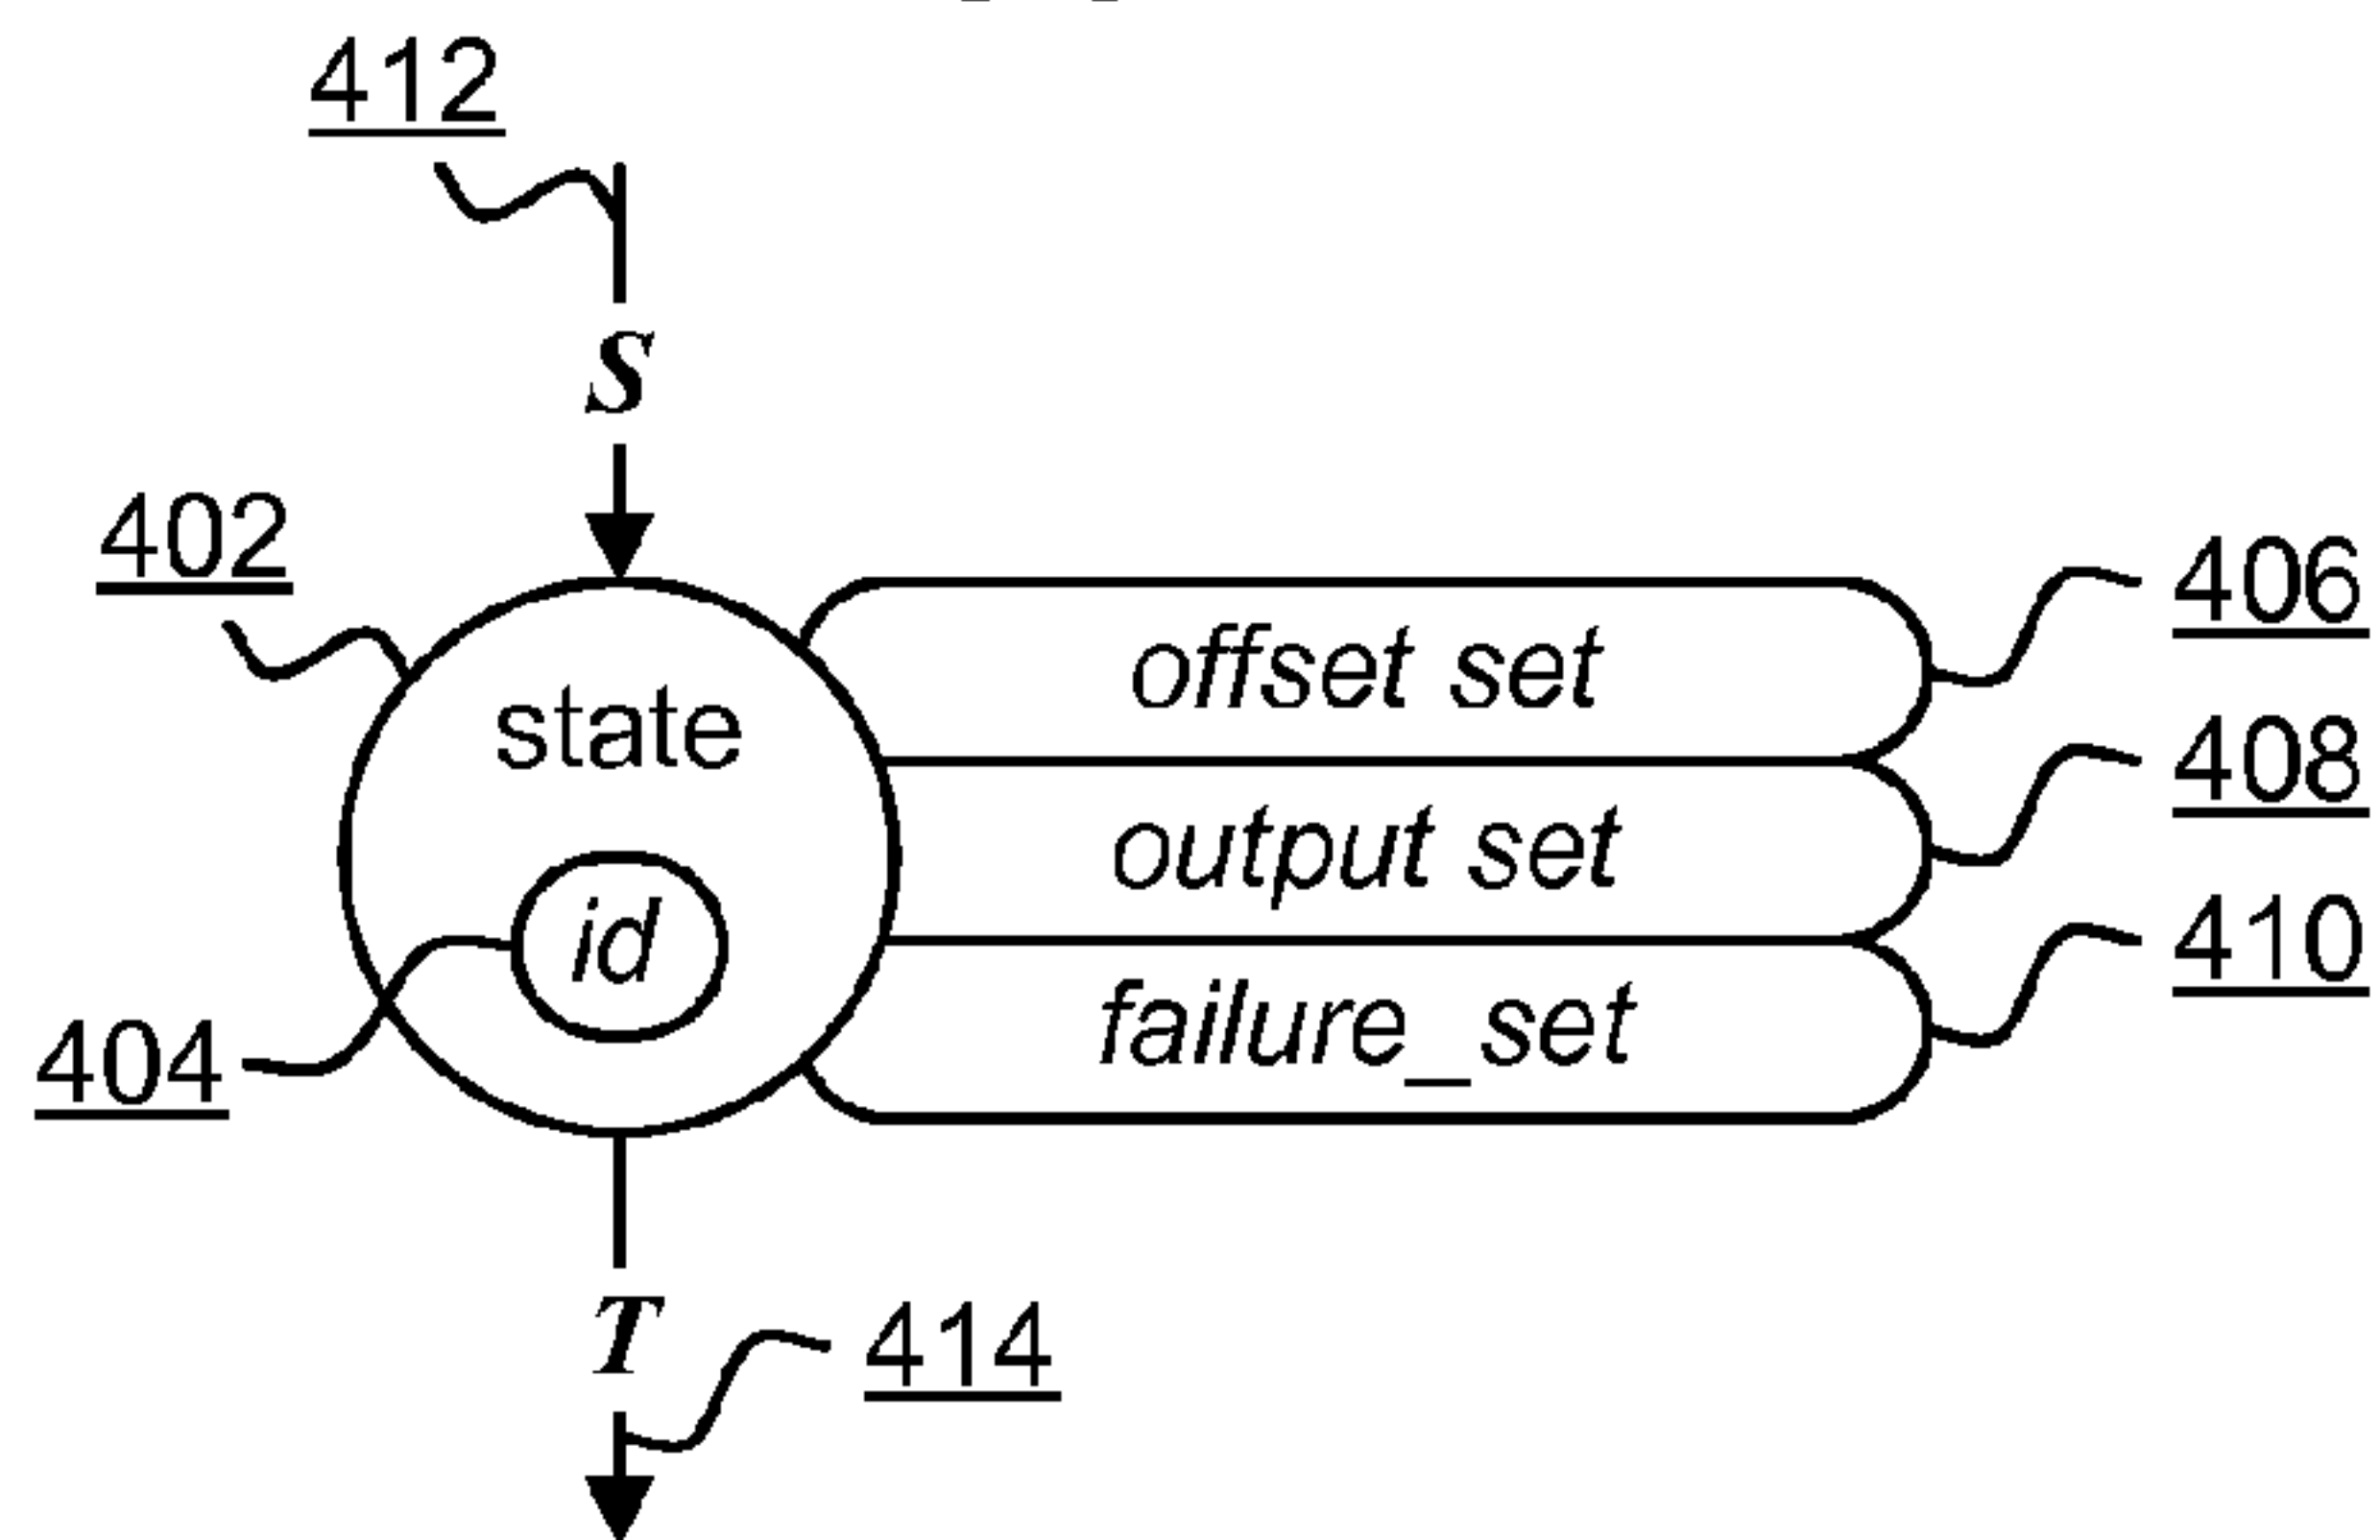 412
S
402
406
offset set
state
408
output set
410
id
failure_set
404
T
414